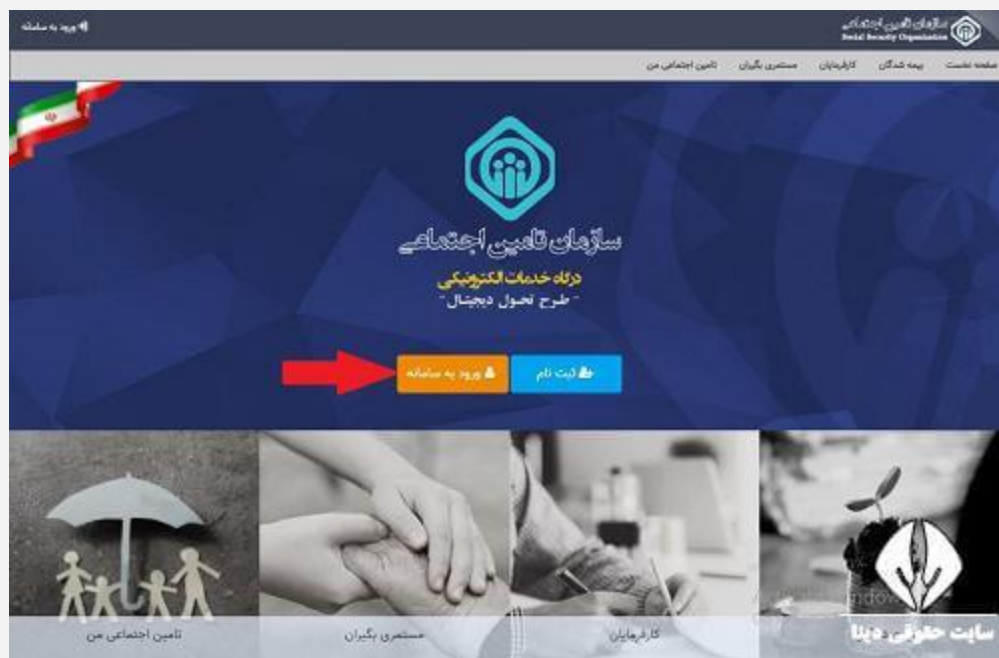 سازمان تامین اجتماعی
Social Security Organization
ورود به سامانه
صفحه نخست
بیمه شدگان
کارفرمایان
مستمری بگیران
تامین اجتماعی من
سازمان تامین اجتماعی
درگاه خدمات الکترونیکی
- طرح تحول دیجیتال -
ثبت نام
ورود به سامانه
کارفرمایان
مستمری بگیران
تامین اجتماعی من
سایت حقوقی دینا